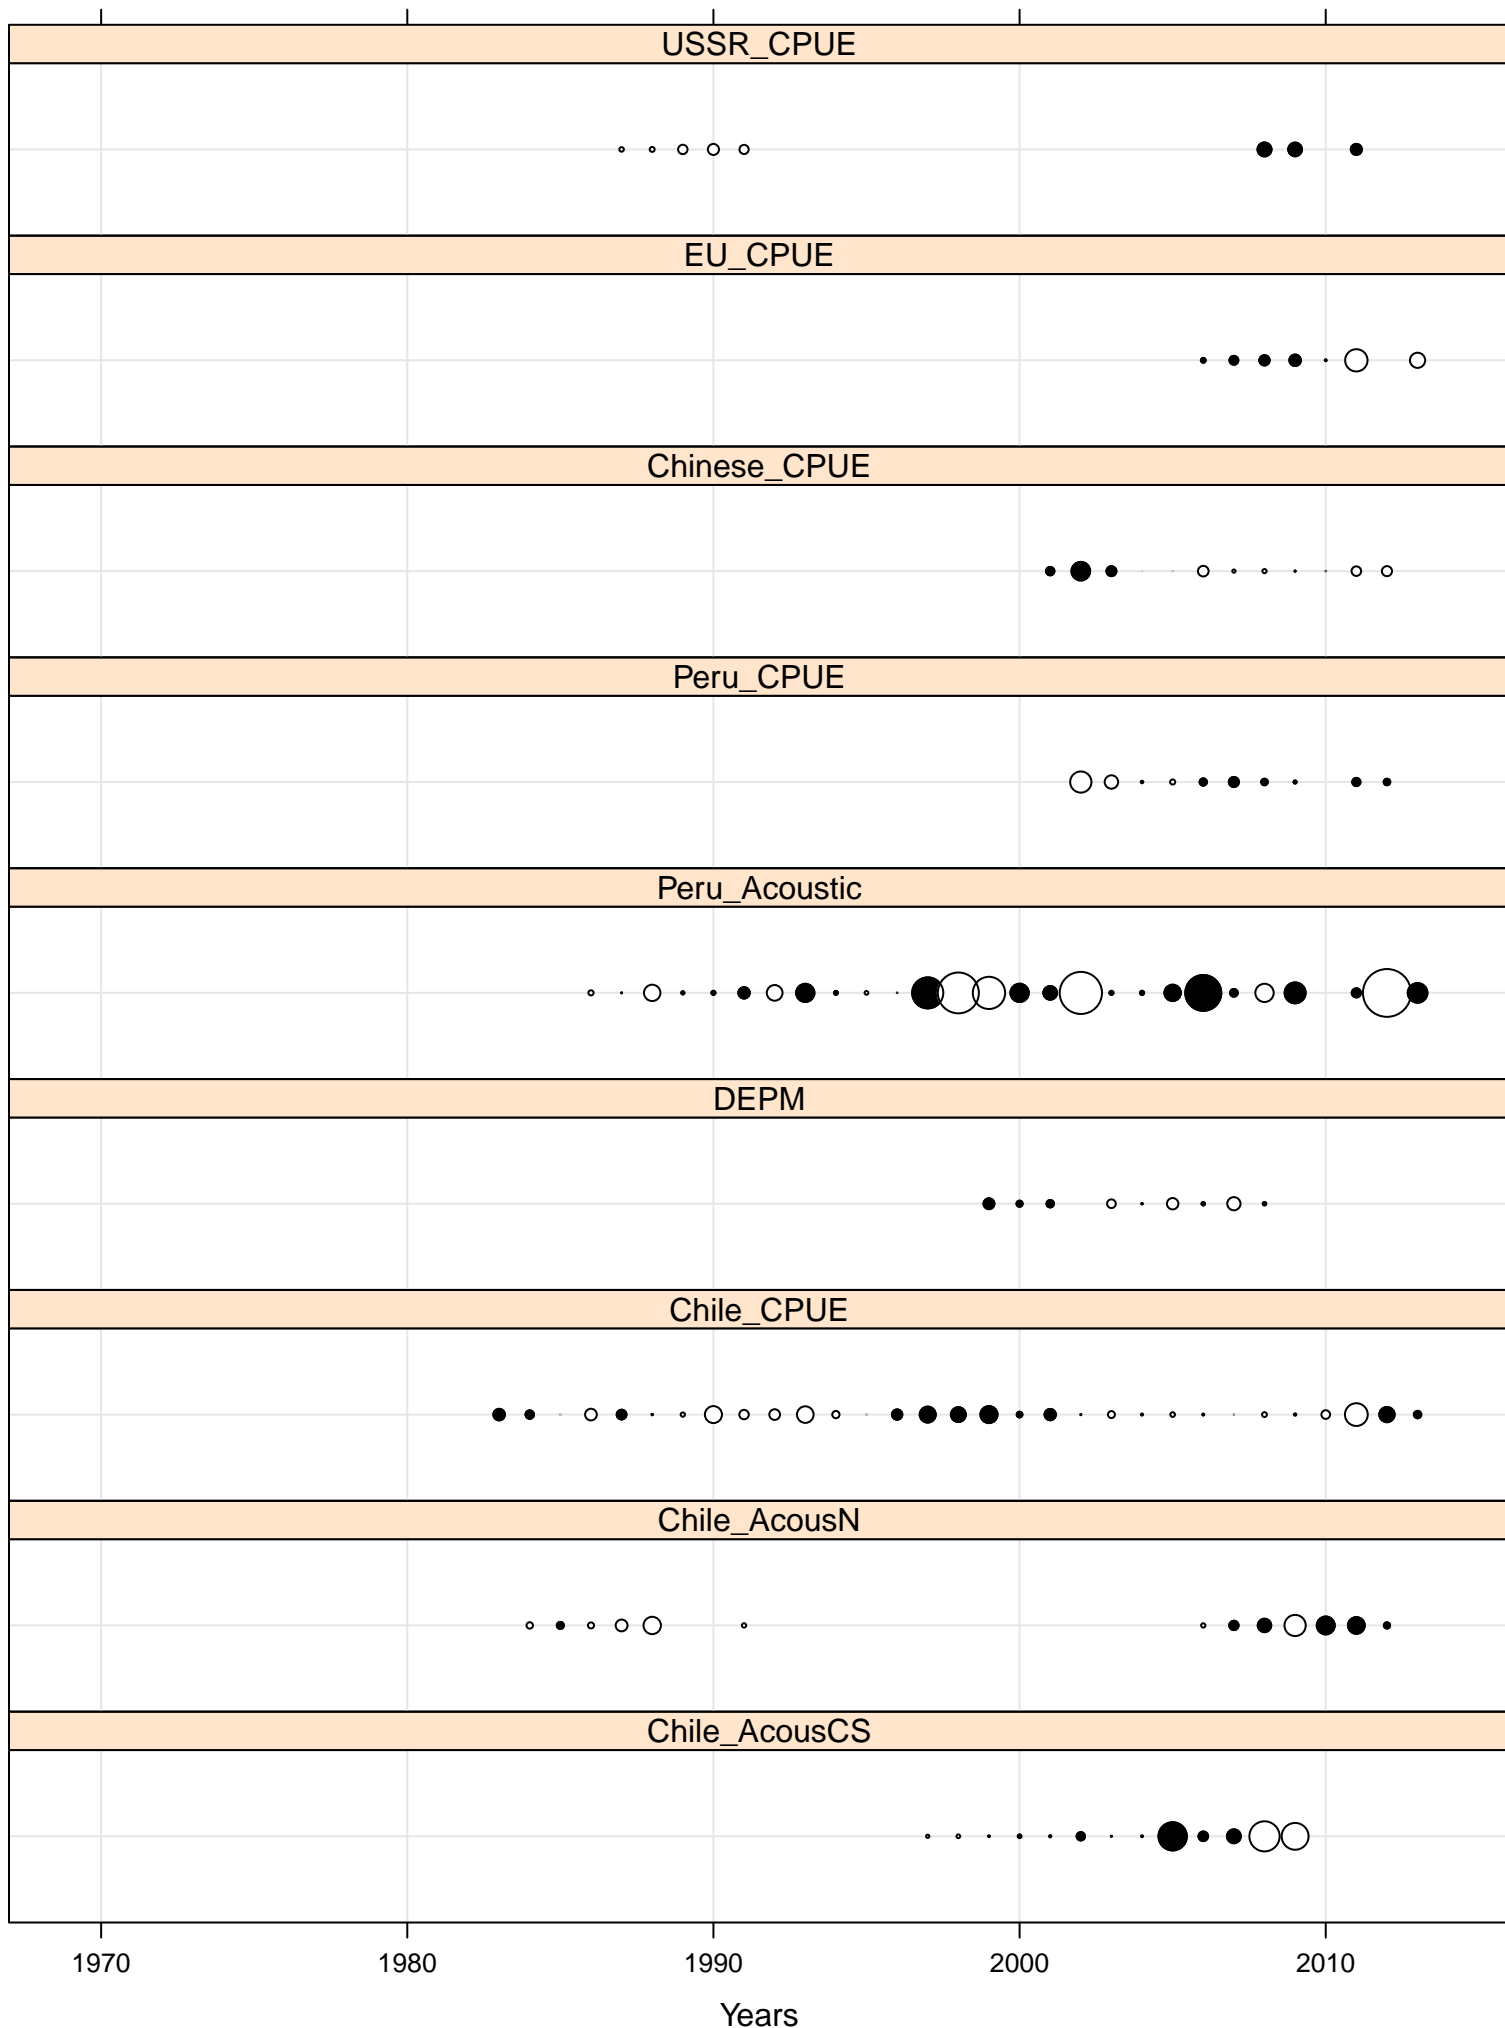 USSR_CPUE
EU_CPUE
Chinese_CPUE
Peru_CPUE
Peru_Acoustic
DEPM
Chile_CPUE
Chile_AcousN
Chile_AcousCS
1970 1980 1990 2000 2010
Years